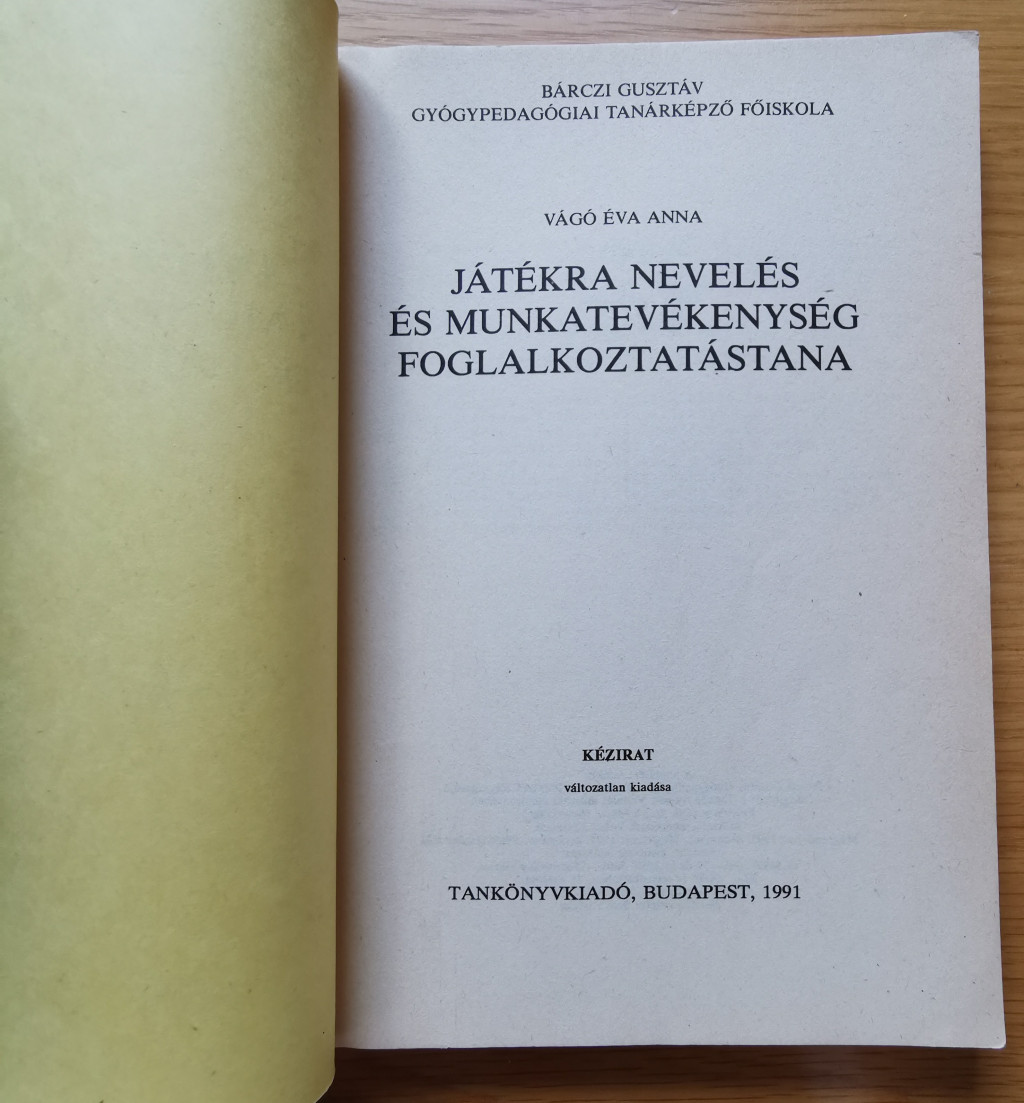 BÁRCZI GUSZTÁV
GYÓGYPEDAGÓGIAI TANÁRKÉPZŐ FŐISKOLA
VÁGÓ ÉVA ANNA
JÁTÉKRA NEVELÉS
ÉS MUNKATEVÉKENYSÉG
FOGLALKOZTATÁSTANA
KÉZIRAT
változatlan kiadása
TANKÖNYVKIADÓ, BUDAPEST, 1991